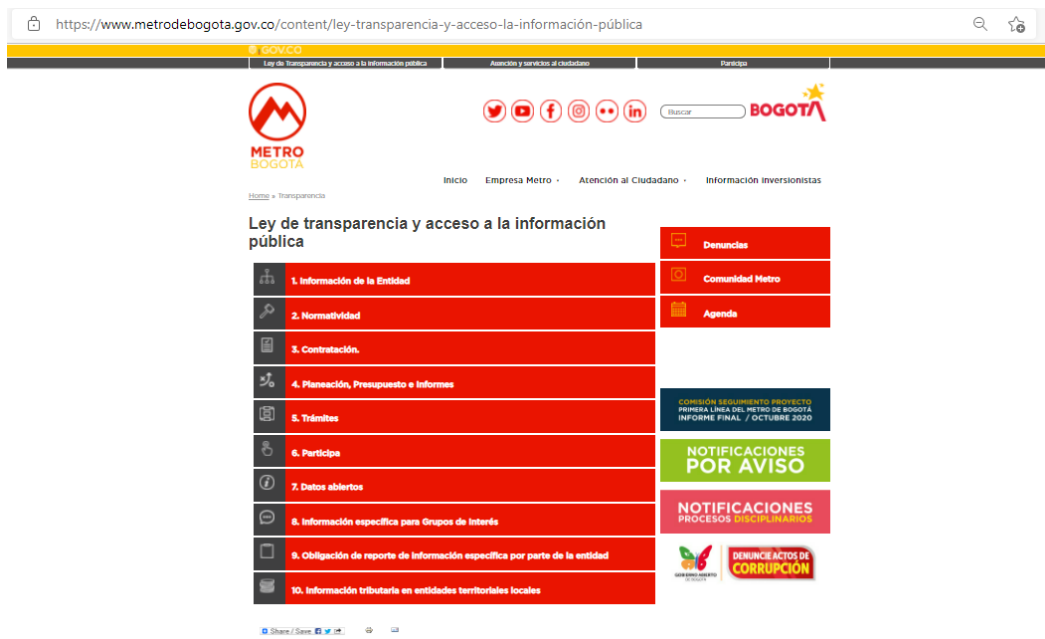 https://www.metrodebogota.gov.co/content/ley-transparencia-y-acceso-la-información-pública
GOV.CO
Ley de Transparencia y acceso a la información pública
Atención y servicios al ciudadano
Participa
METRO
BOGOTÁ
Buscar
BOGOTÁ
Inicio
Empresa Metro
Atención al Ciudadano
Información Inversionistas
Home » Transparencia
Ley de transparencia y acceso a la información
pública
1. Información de la Entidad
2. Normatividad
3. Contratación.
4. Planeación, Presupuesto e Informes
5. Trámites
6. Participa
7. Datos abiertos
8. Información específica para Grupos de Interés
9. Obligación de reporte de información específica por parte de la entidad
10. Información tributaria en entidades territoriales locales
Denuncias
Comunidad Metro
Agenda
COMISIÓN SEGUIMIENTO PROYECTO
PRIMERA LÍNEA DEL METRO DE BOGOTÁ
INFORME FINAL / OCTUBRE 2020
NOTIFICACIONES
POR AVISO
NOTIFICACIONES
PROCESOS DISCIPLINARIOS
GOBIERNO ABIERTO
DE BOGOTÁ
DENUNCIE ACTOS DE
CORRUPCIÓN
Share / Save